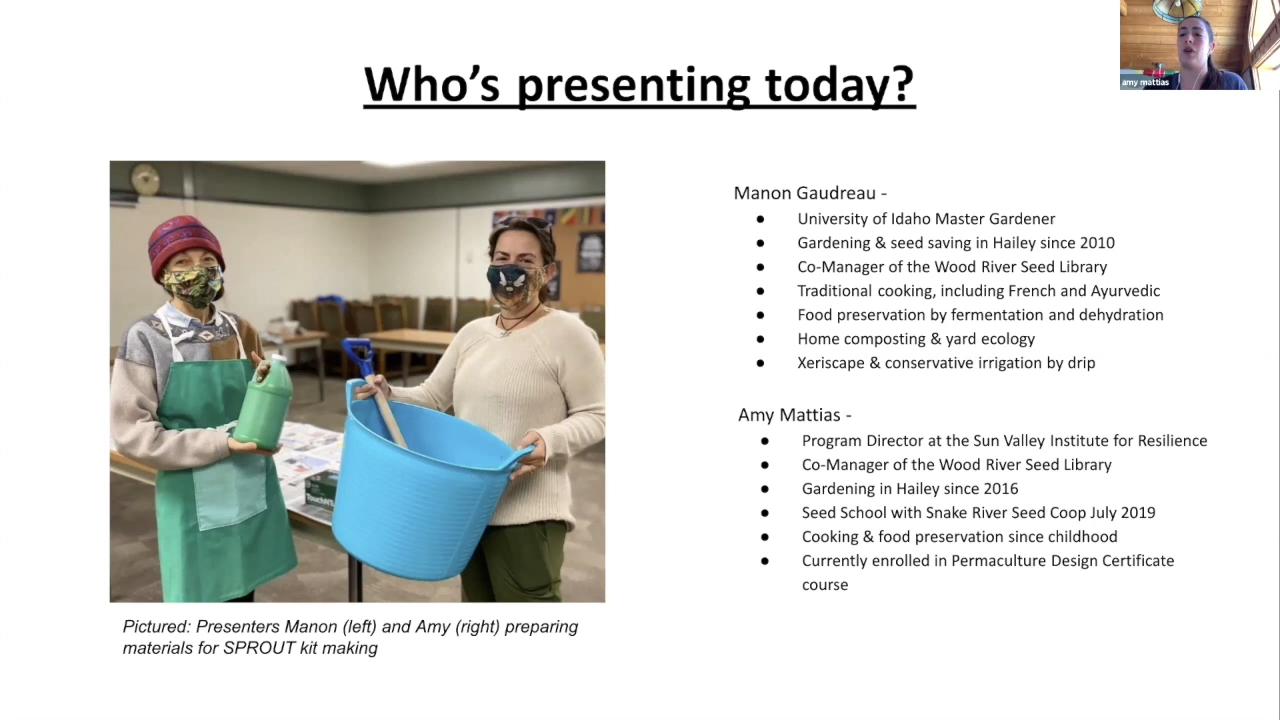 Who's presenting today?
amy mattias
Manon Gaudreau -
● University of Idaho Master Gardener
● Gardening & seed saving in Hailey since 2010
● Co-Manager of the Wood River Seed Library
● Traditional cooking, including French and Ayurvedic
● Food preservation by fermentation and dehydration
● Home composting & yard ecology
● Xeriscape & conservative irrigation by drip
Amy Mattias -
● Program Director at the Sun Valley Institute for Resilience
● Co-Manager of the Wood River Seed Library
● Gardening in Hailey since 2016
● Seed School with Snake River Seed Coop July 2019
● Cooking & food preservation since childhood
● Currently enrolled in Permaculture Design Certificate
course
Pictured: Presenters Manon (left) and Amy (right) preparing
materials for SPROUT kit making